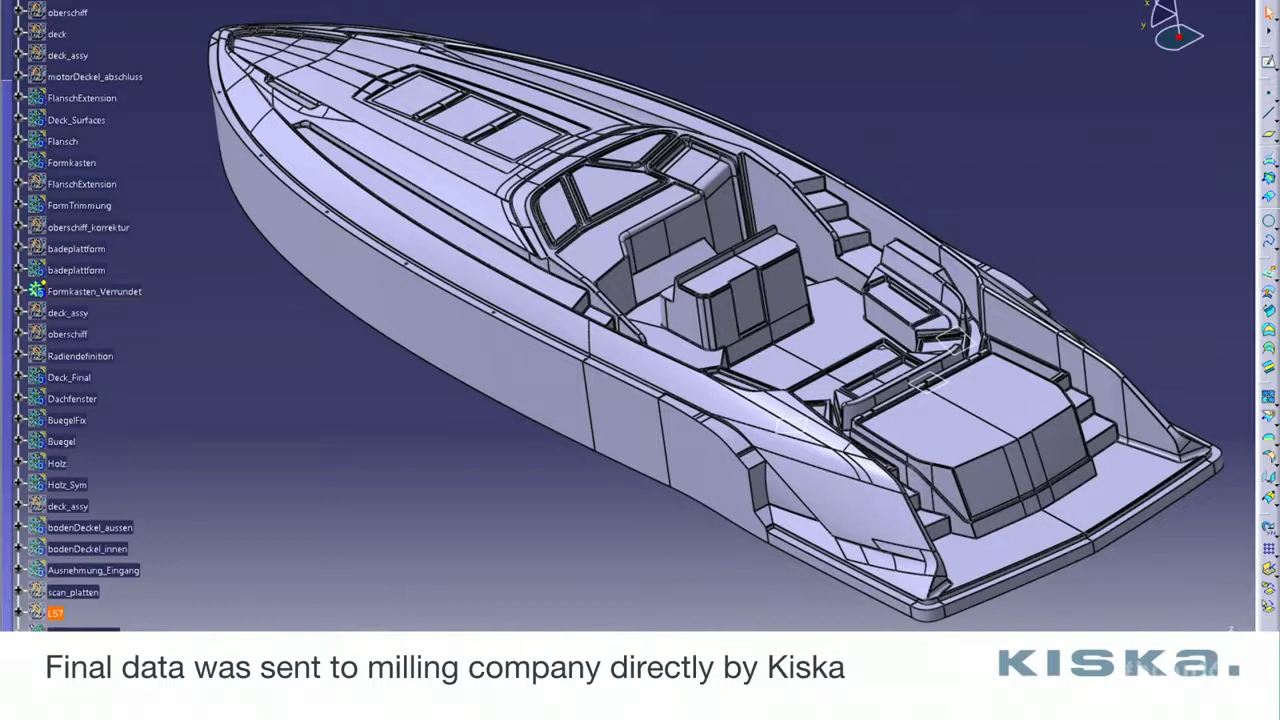 oberschiff
deck
deck_assy
motorDeckel_abschluss
FlanschExtension
Deck_Surfaces
Flansch
Formkasten
FlanschExtension
FormTrimmung
oberschiff_korrektur
badeplattform
badeplattform
Formkasten_Verrundet
deck_assy
oberschiff
Radiendefinition
Deck_Final
Dachfenster
BuegelFix
Buegel
Holz
Holz_Sym
deck_assy
bodenDeckel_aussen
bodenDeckel_innen
Ausnehmung_Eingang
scan_platten
LS7
x
y
z
Final data was sent to milling company directly by Kiska
KISKA.